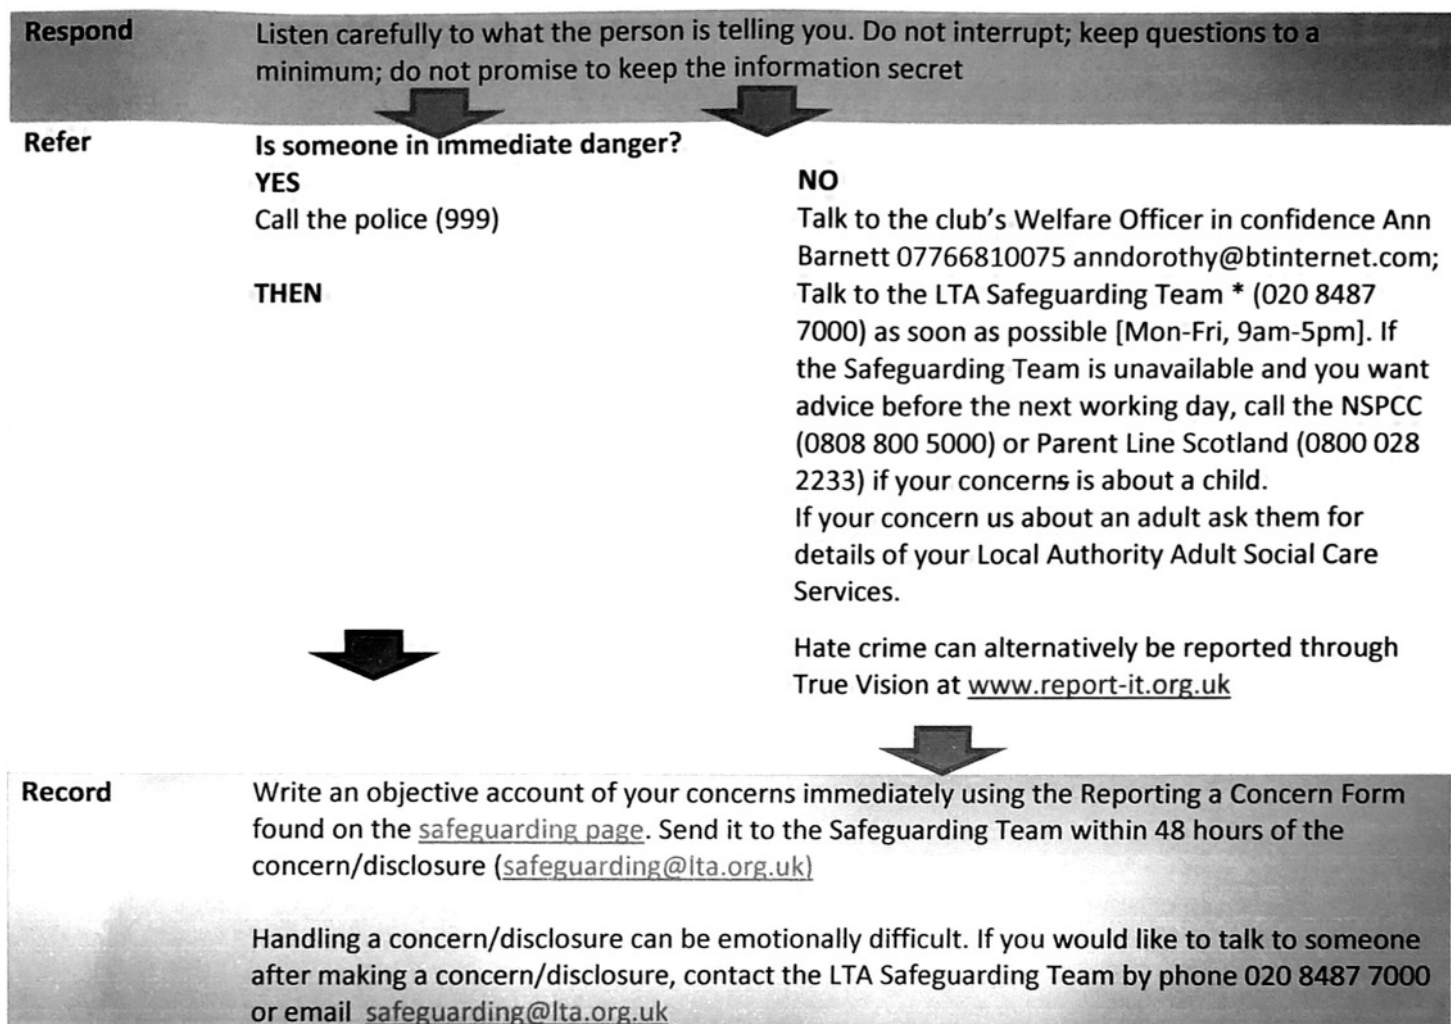 Respond
Listen carefully to what the person is telling you. Do not interrupt; keep questions to a
minimum; do not promise to keep the information secret
Refer
Is someone in immediate danger?
YES
Call the police (999)
THEN
NO
Talk to the club's Welfare Officer in confidence Ann
Barnett 07766810075 anndorothy@btinternet.com;
Talk to the LTA Safeguarding Team * (020 8487
7000) as soon as possible [Mon-Fri, 9am-5pm]. If
the Safeguarding Team is unavailable and you want
advice before the next working day, call the NSPCC
(0808 800 5000) or Parent Line Scotland (0800 028
2233) if your concerns is about a child.
If your concern us about an adult ask them for
details of your Local Authority Adult Social Care
Services.
Hate crime can alternatively be reported through
True Vision at www.report-it.org.uk
Record
Write an objective account of your concerns immediately using the Reporting a Concern Form
found on the safeguarding page. Send it to the Safeguarding Team within 48 hours of the
concern/disclosure (safeguarding@lta.org.uk)
Handling a concern/disclosure can be emotionally difficult. If you would like to talk to someone
after making a concern/disclosure, contact the LTA Safeguarding Team by phone 020 8487 7000
or email safeguarding@lta.org.uk